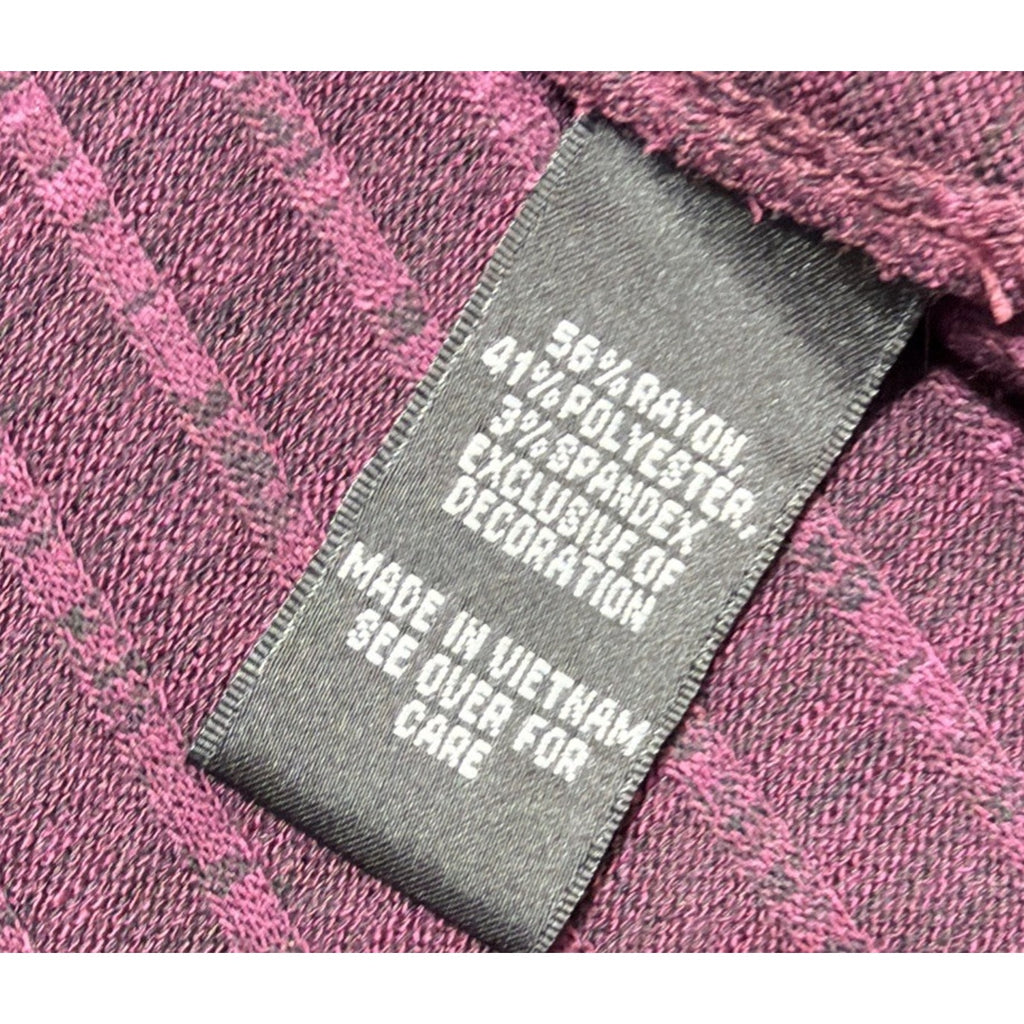 56% RAYON,
41% POLYESTER,
3% SPANDEX
EXCLUSIVE OF
DECORATION
MADE IN VIETNAM
SEE OVER FOR
CARE